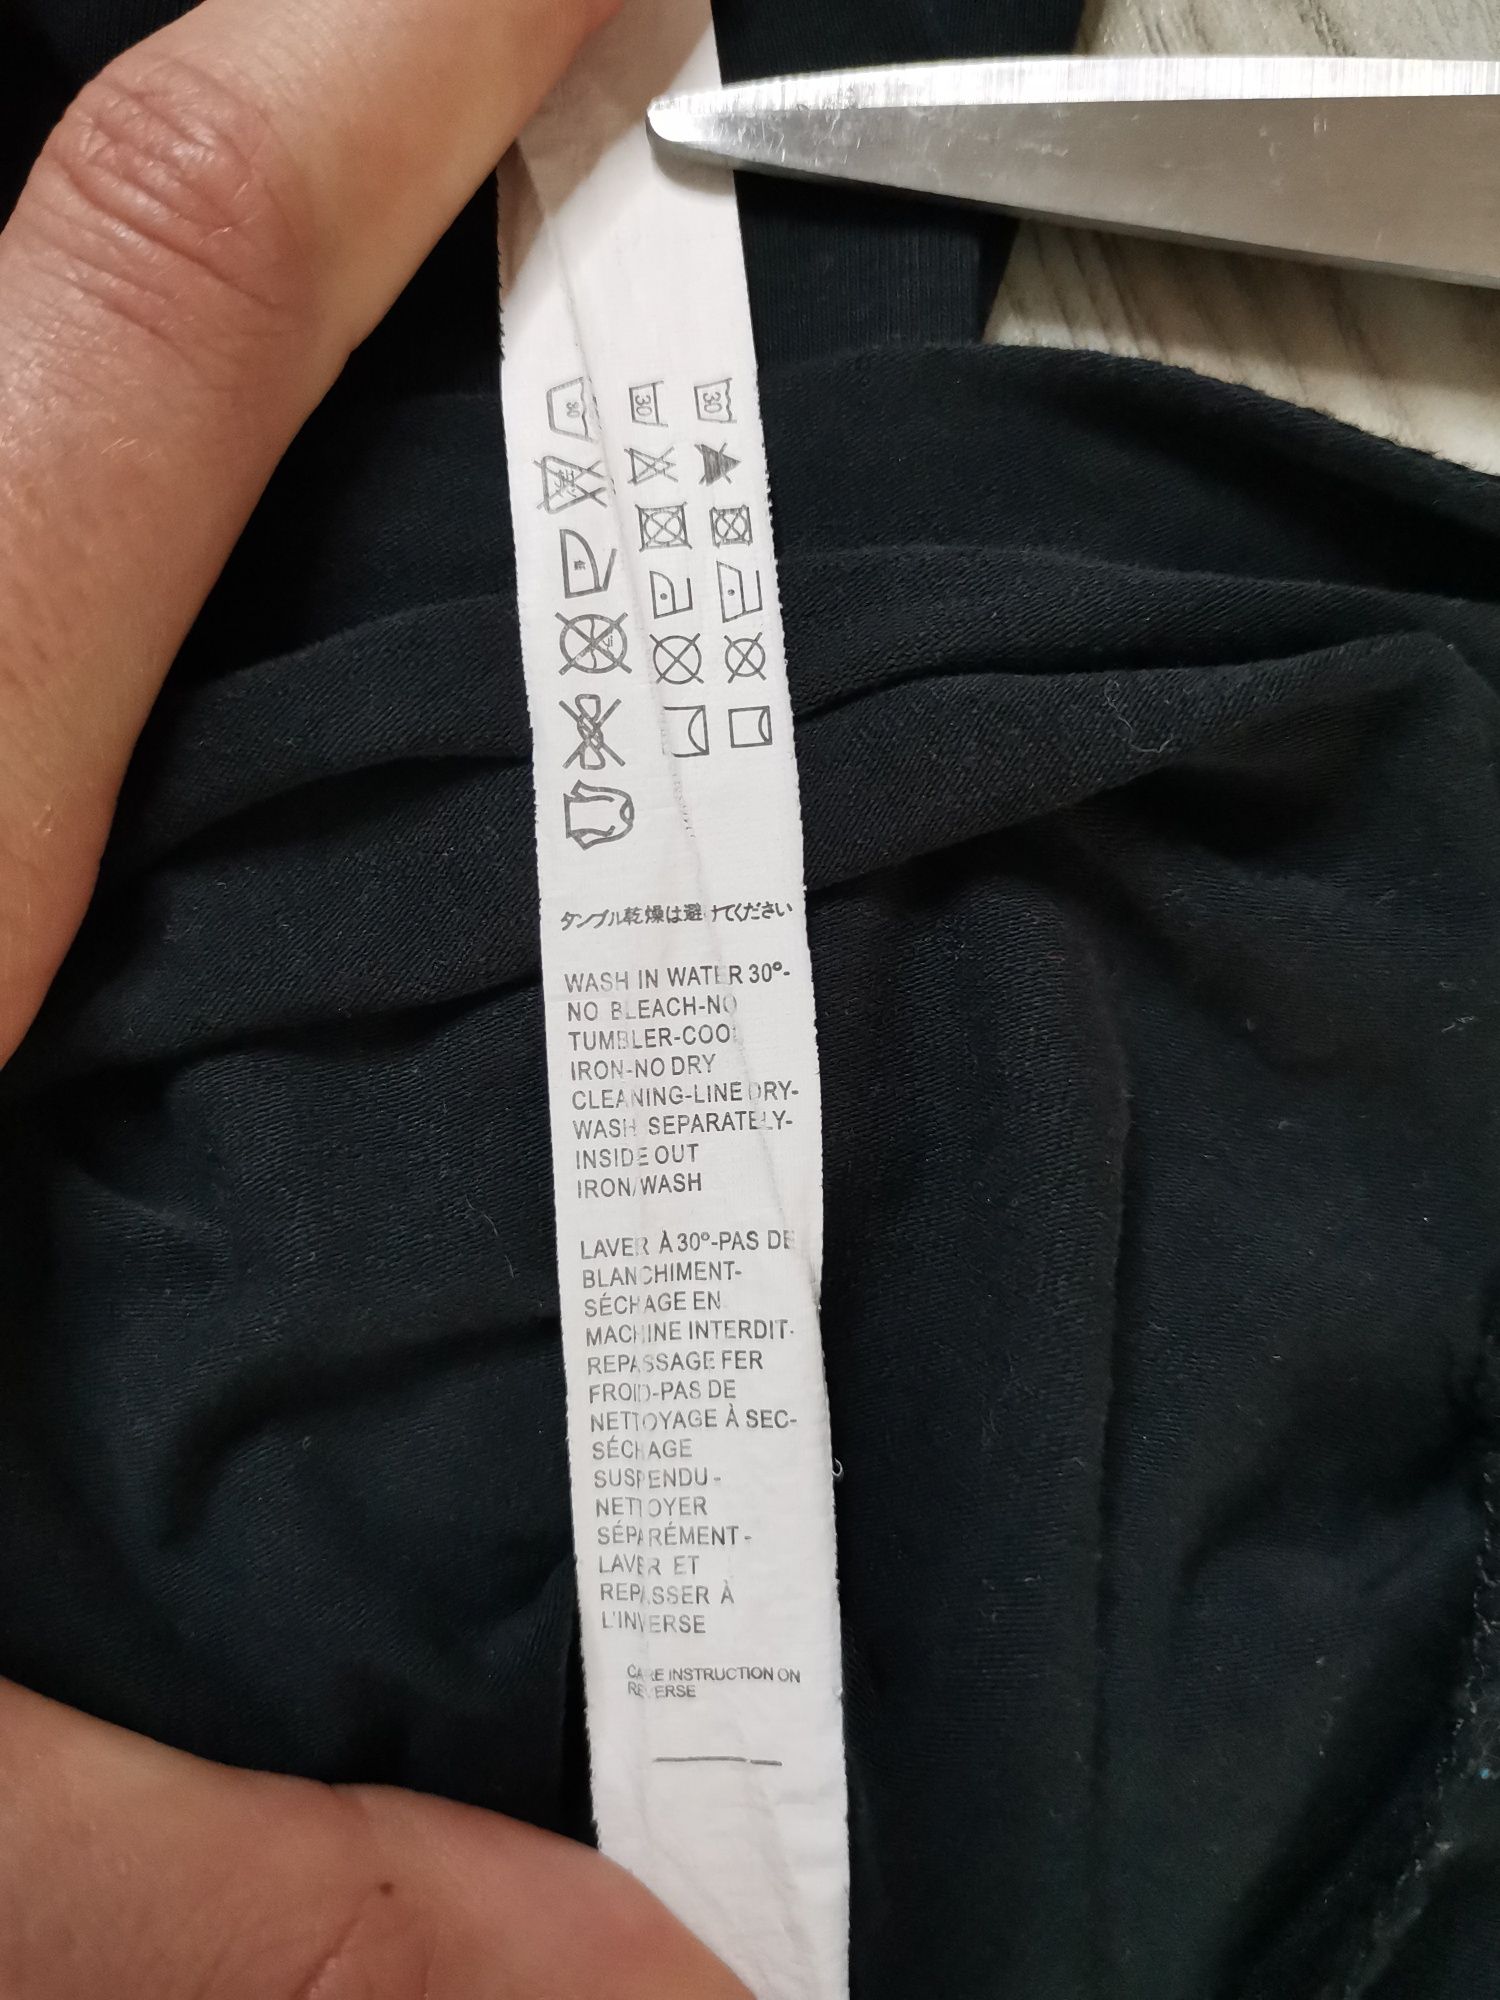 30 30 30
タンブル乾燥は避けてください
WASH IN WATER 30°-
NO BLEACH-NO
TUMBLER-COOL
IRON-NO DRY
CLEANING-LINE DRY-
WASH SEPARATELY-
INSIDE OUT
IRON/WASH
LAVER À 30°-PAS DE
BLANCHIMENT-
SÉCHAGE EN
MACHINE INTERDIT-
REPASSAGE FER
FROID-PAS DE
NETTOYAGE À SEC-
SÉCHAGE
SUSPENDU-
NETTOYER
SÉPARÉMENT-
LAVER ET
REPASSER À
L'INVERSE
CARE INSTRUCTION ON
REVERSE